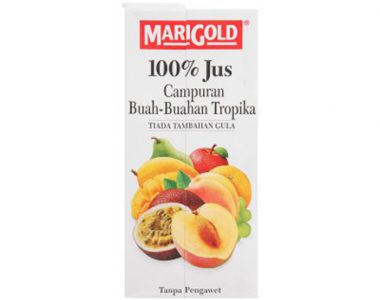 MARIGOLD®
100% Jus
Campuran
Buah-Buahan Tropika
TIADA TAMBAHAN GULA
Tanpa Pengawet